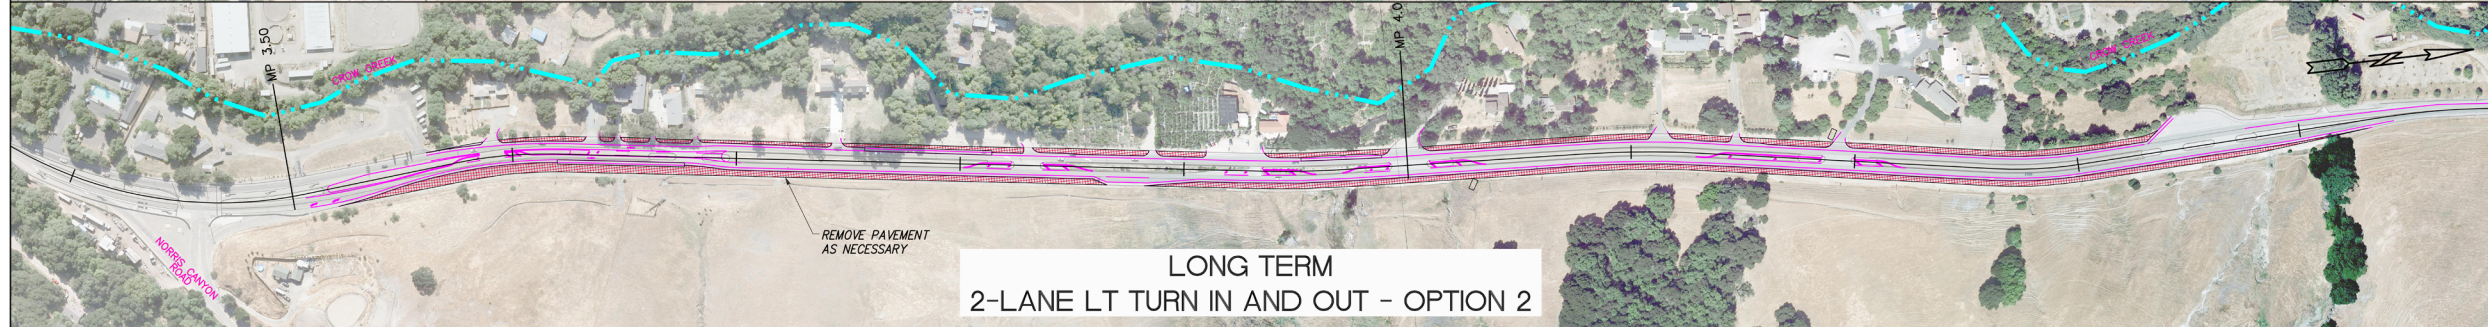 MP 3.50
CROW CREEK
MP 4.0
CROW CREEK
N
REMOVE PAVEMENT
AS NECESSARY
NORRIS CANYON
ROAD
LONG TERM
2-LANE LT TURN IN AND OUT - OPTION 2